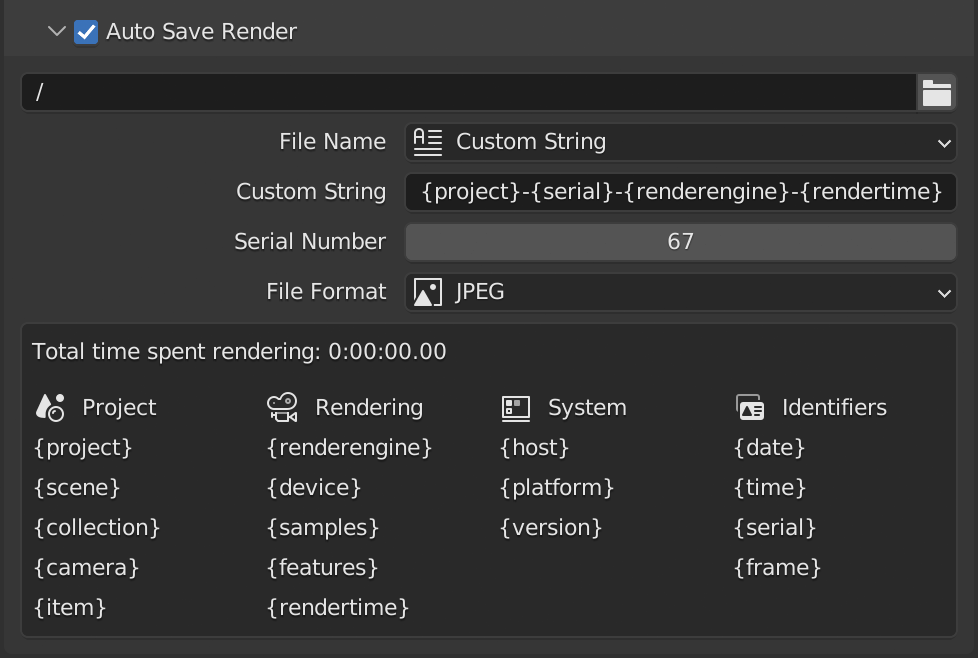 Auto Save Render
/
File Name Custom String
Custom String {project}-{serial}-{renderengine}-{rendertime}
Serial Number 67
File Format JPEG
Total time spent rendering: 0:00:00.00
Project Rendering System Identifiers
{project} {renderengine} {host} {date}
{scene} {device} {platform} {time}
{collection} {samples} {version} {serial}
{camera} {features} {frame}
{item} {rendertime}